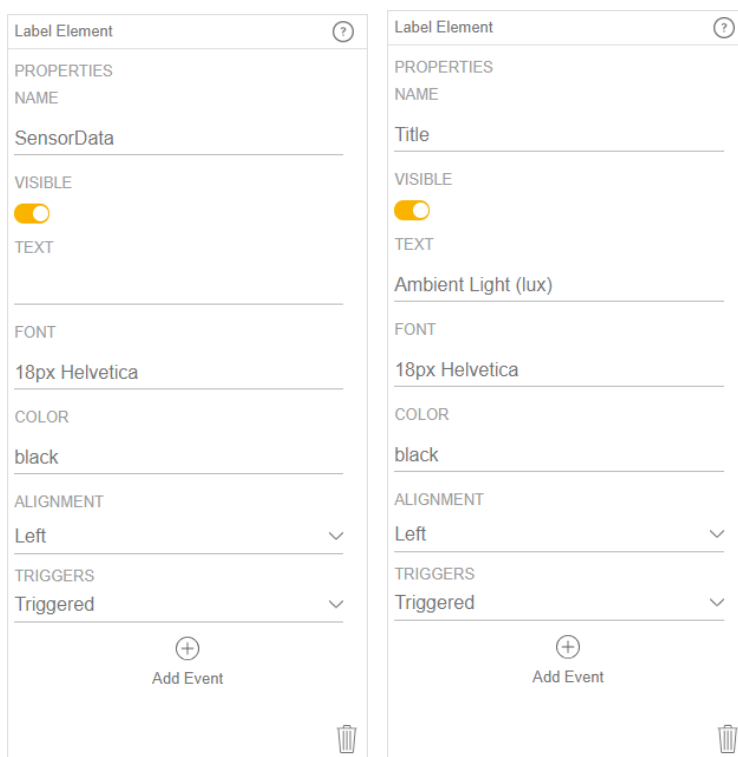 Label Element ?
PROPERTIES
NAME
SensorData
VISIBLE
TEXT
FONT
18px Helvetica
COLOR
black
ALIGNMENT
Left
TRIGGERS
Triggered
Add Event
Label Element ?
PROPERTIES
NAME
Title
VISIBLE
TEXT
Ambient Light (lux)
FONT
18px Helvetica
COLOR
black
ALIGNMENT
Left
TRIGGERS
Triggered
Add Event